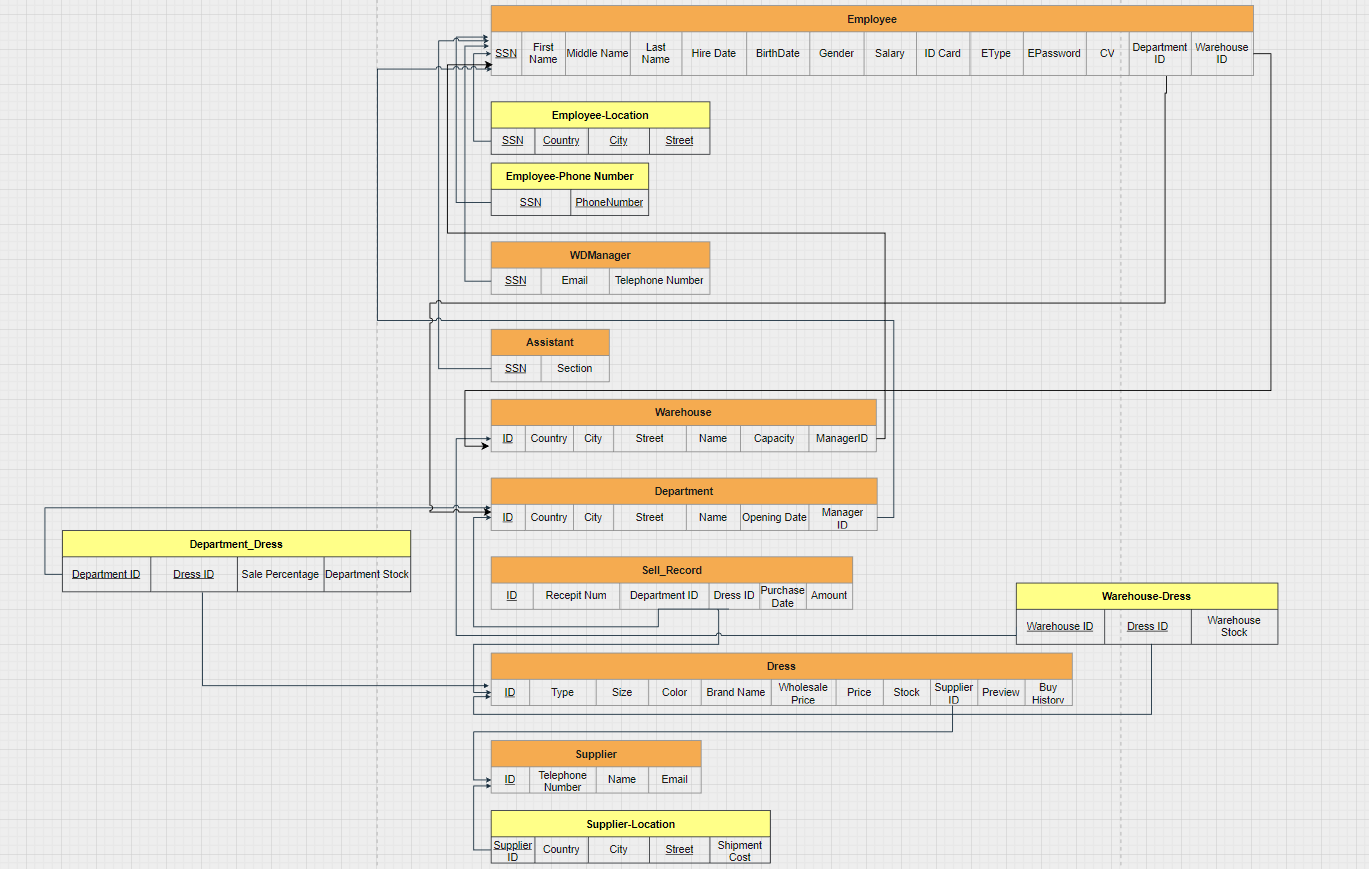 Employee
SSN First Name Middle Name Last Name Hire Date BirthDate Gender Salary ID Card EType EPassword CV Department ID Warehouse ID
Employee-Location
SSN Country City Street
Employee-Phone Number
SSN PhoneNumber
WDManager
SSN Email Telephone Number
Assistant
SSN Section
Warehouse
ID Country City Street Name Capacity ManagerID
Department
ID Country City Street Name Opening Date Manager ID
Department_Dress
Department ID Dress ID Sale Percentage Department Stock
Sell_Record
ID Recepit Num Department ID Dress ID Purchase Date Amount
Warehouse-Dress
Warehouse ID Dress ID Warehouse Stock
Dress
ID Type Size Color Brand Name Wholesale Price Price Stock Supplier ID Preview Buy History
Supplier
ID Telephone Number Name Email
Supplier-Location
Supplier ID Country City Street Shipment Cost